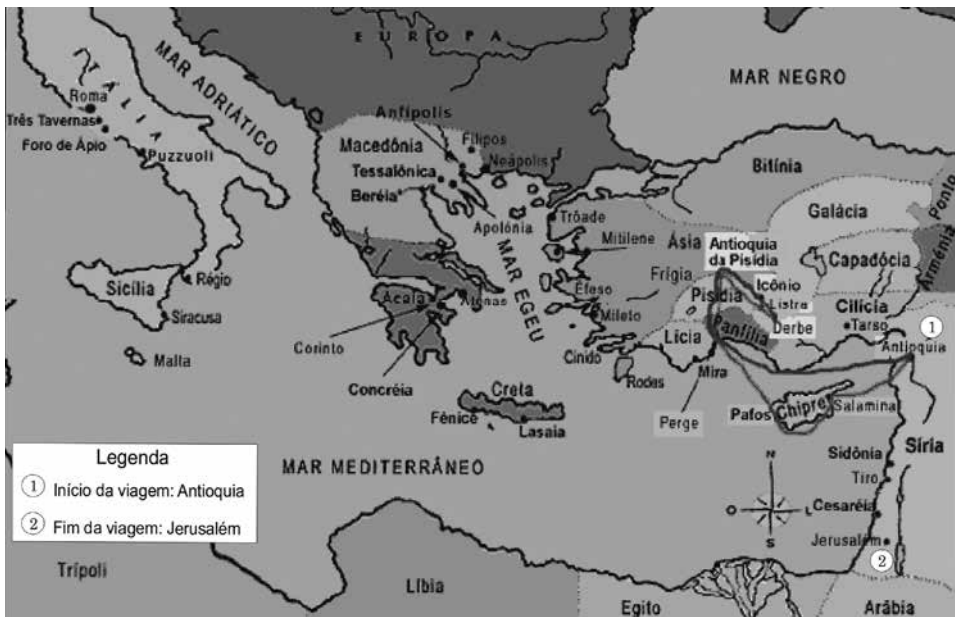 EUROPA
MAR NEGRO
ITÁLIA
MAR ADRIÁTICO
Roma
Três Tavernas
Foro de Ápio
Puzzuoli
Anfípolis
Macedônia
Filipos
Neápolis
Tessalônica
Beréia
Apolônia
Bitínia
Ponto
Galácia
Armênia
Trôade
Mitilene
Ásia
Antioquia
da Pisídia
Capadócia
Frígia
Icônio
Listra
Pisídia
Cilícia
Tarso
Derbe
Panfília
Lícia
1
Antioquia
MAR EGEU
Éfeso
Mileto
Cnido
Rodes
Mira
Perge
Acaia
Atenas
Corinto
Concréia
Sicília
Régio
Siracusa
Malta
Creta
Fênice
Lasaia
Pafos
Chipre
Salamina
Síria
Sidônia
Tiro
Cesaréia
Jerusalém
2
MAR MEDITERRÂNEO
N
O
L
S
Legenda
1 Início da viagem: Antioquia
2 Fim da viagem: Jerusalém
Trípoli
Líbia
Egito
Arábia